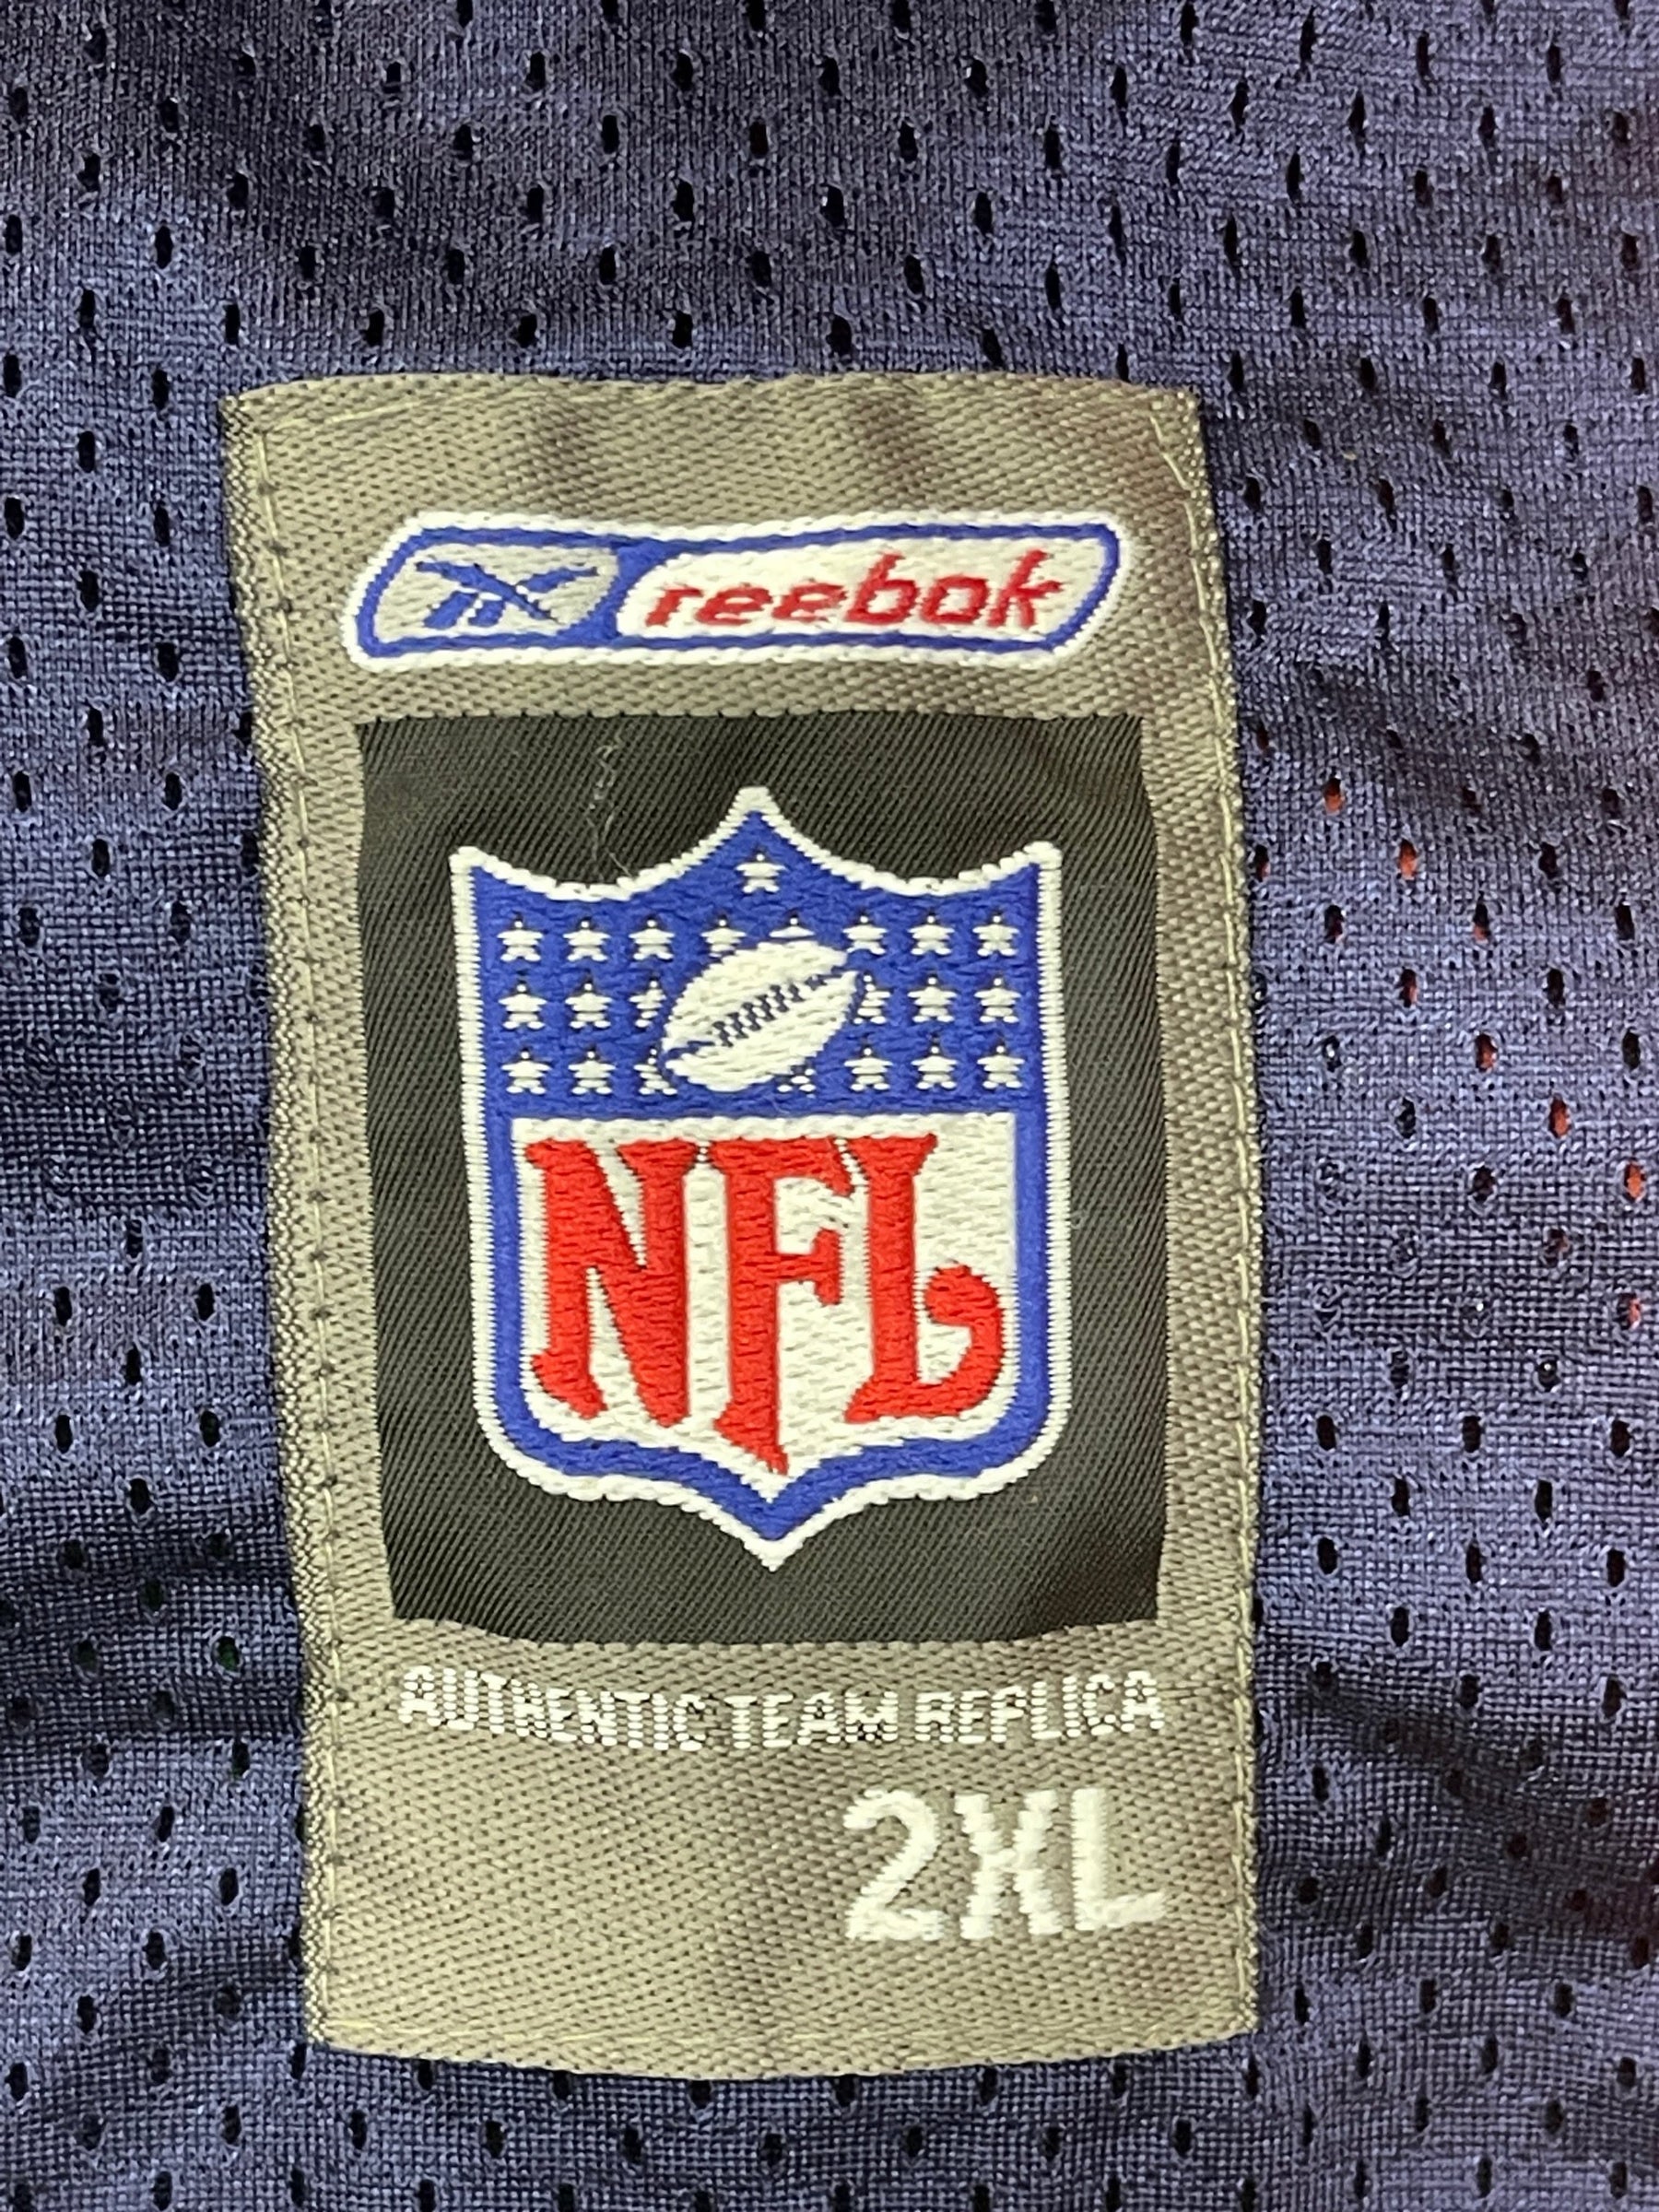 reebok
NFL
AUTHENTIC TEAM REPLICA
2XL